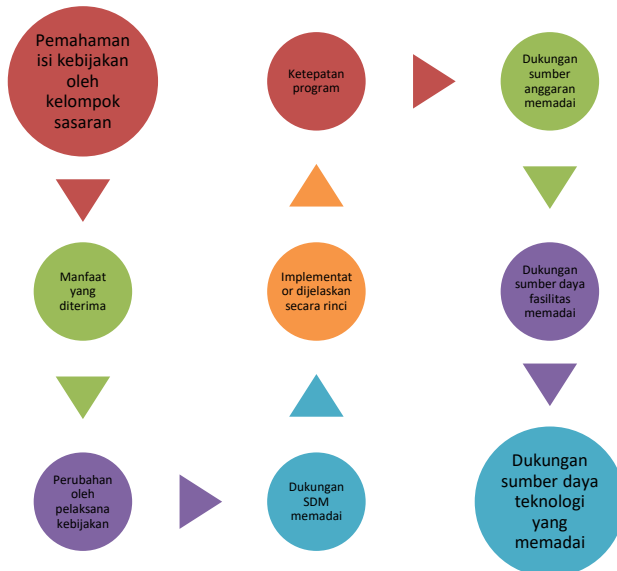 Pemahaman
isi kebijakan
oleh
kelompok
sasaran
Manfaat
yang
diterima
Perubahan
oleh
pelaksana
kebijakan
Dukungan
SDM
memadai
Implementat
or dijelaskan
secara rinci
Ketepatan
program
Dukungan
sumber
anggaran
memadai
Dukungan
sumber daya
fasilitas
memadai
Dukungan
sumber daya
teknologi
yang
memadai